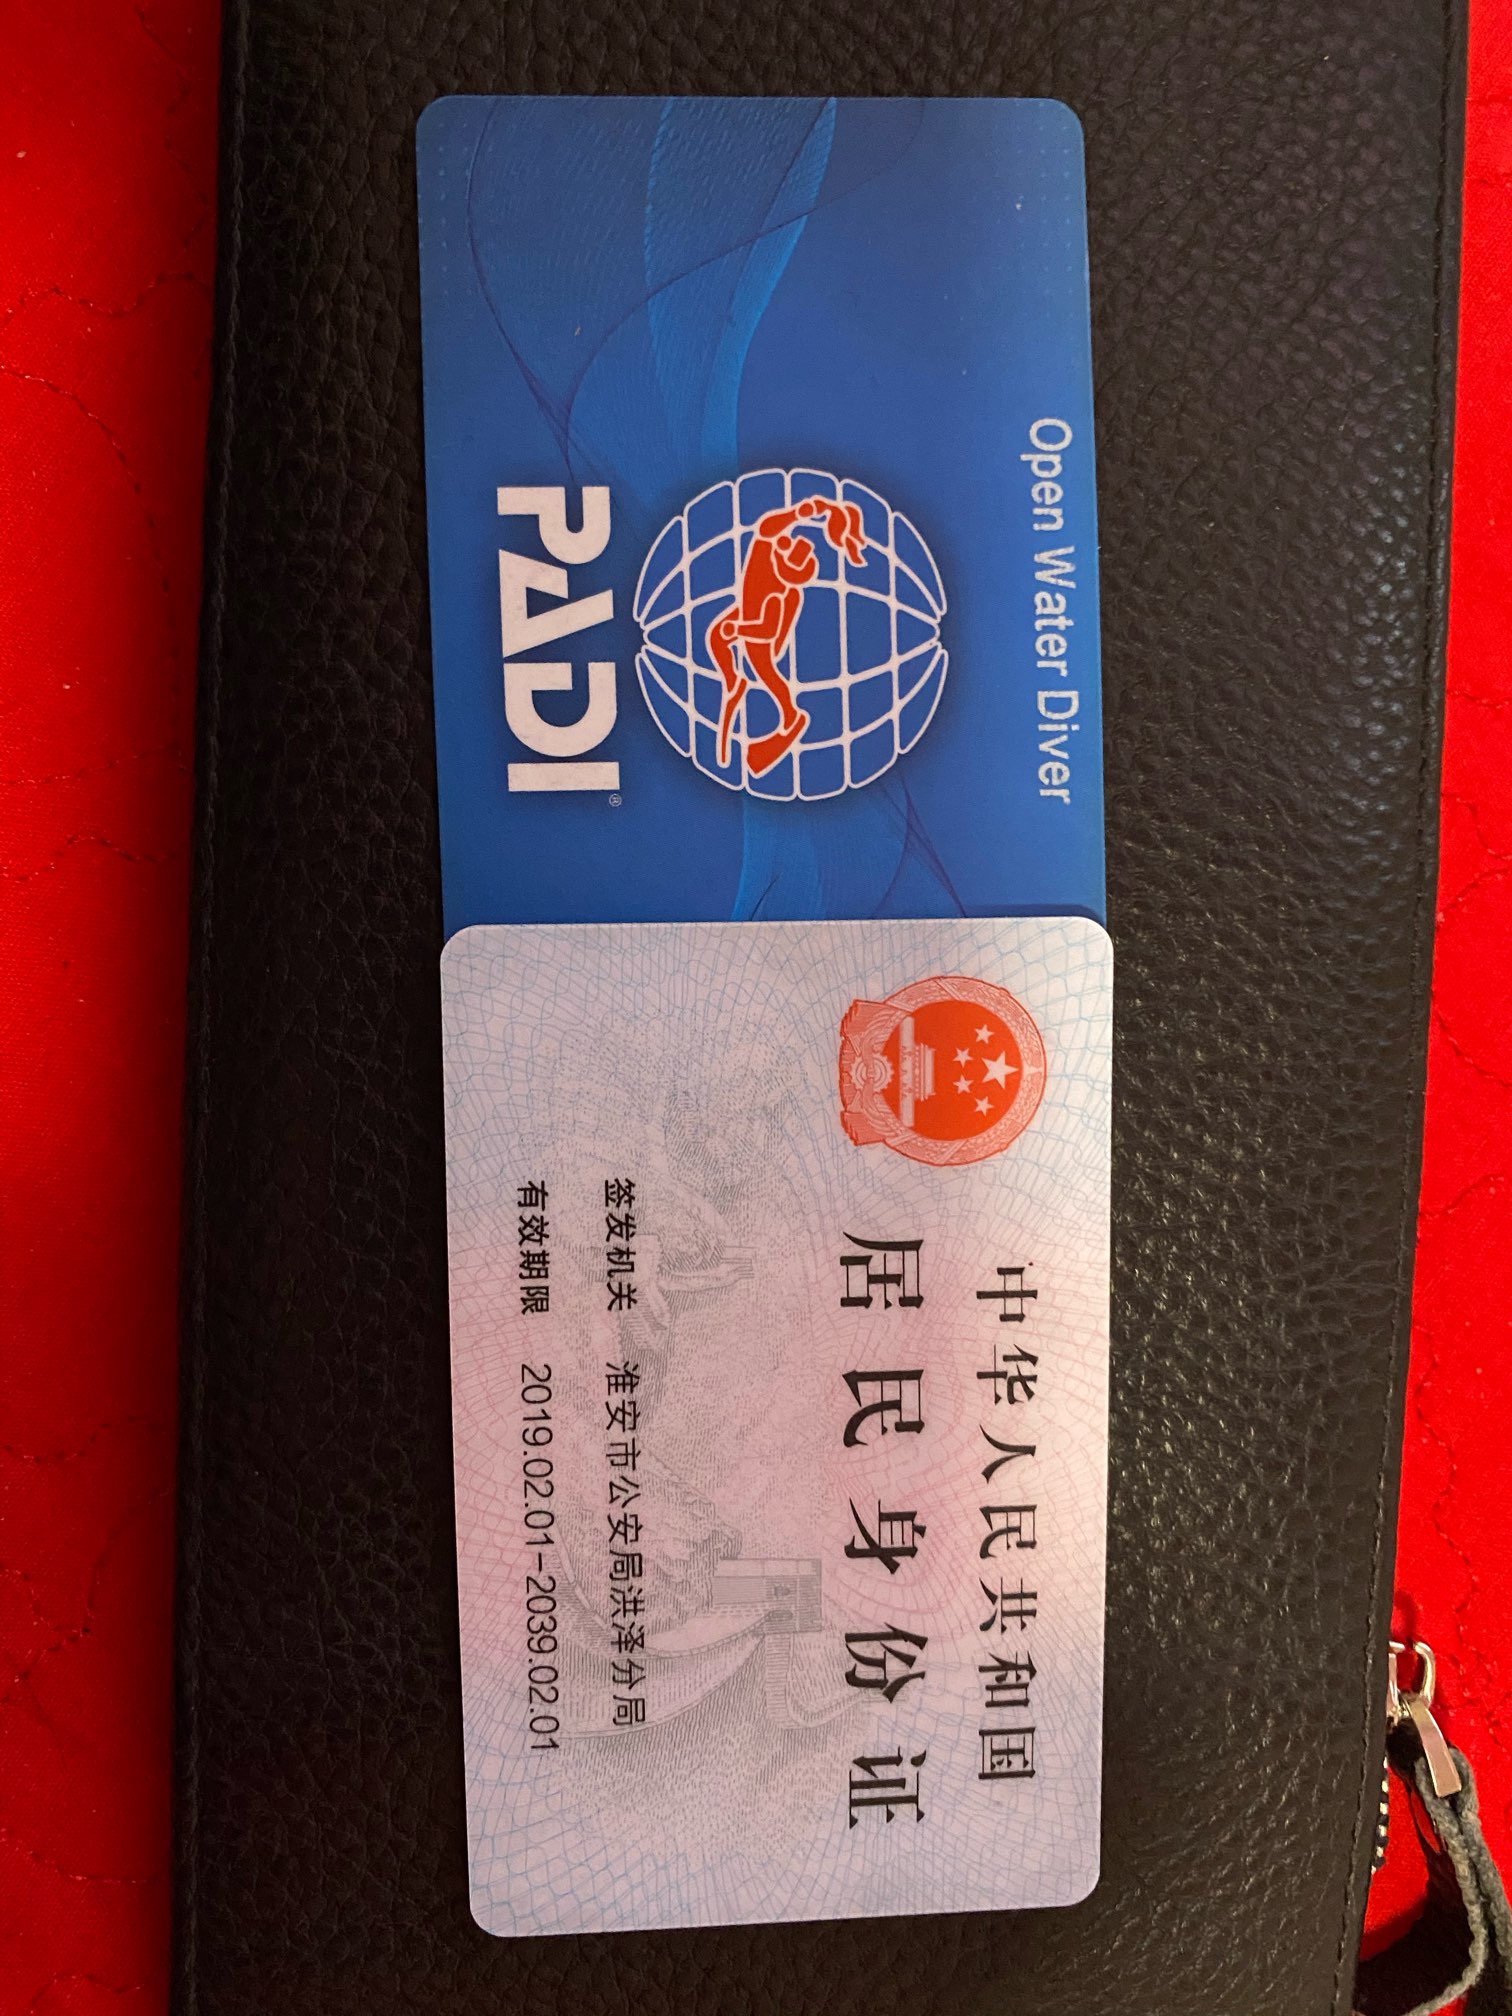 Open Water Diver
PADI®
中华人民共和国
居民身份证
签发机关 淮安市公安局洪泽分局
有效期限 2019.02.01-2039.02.01